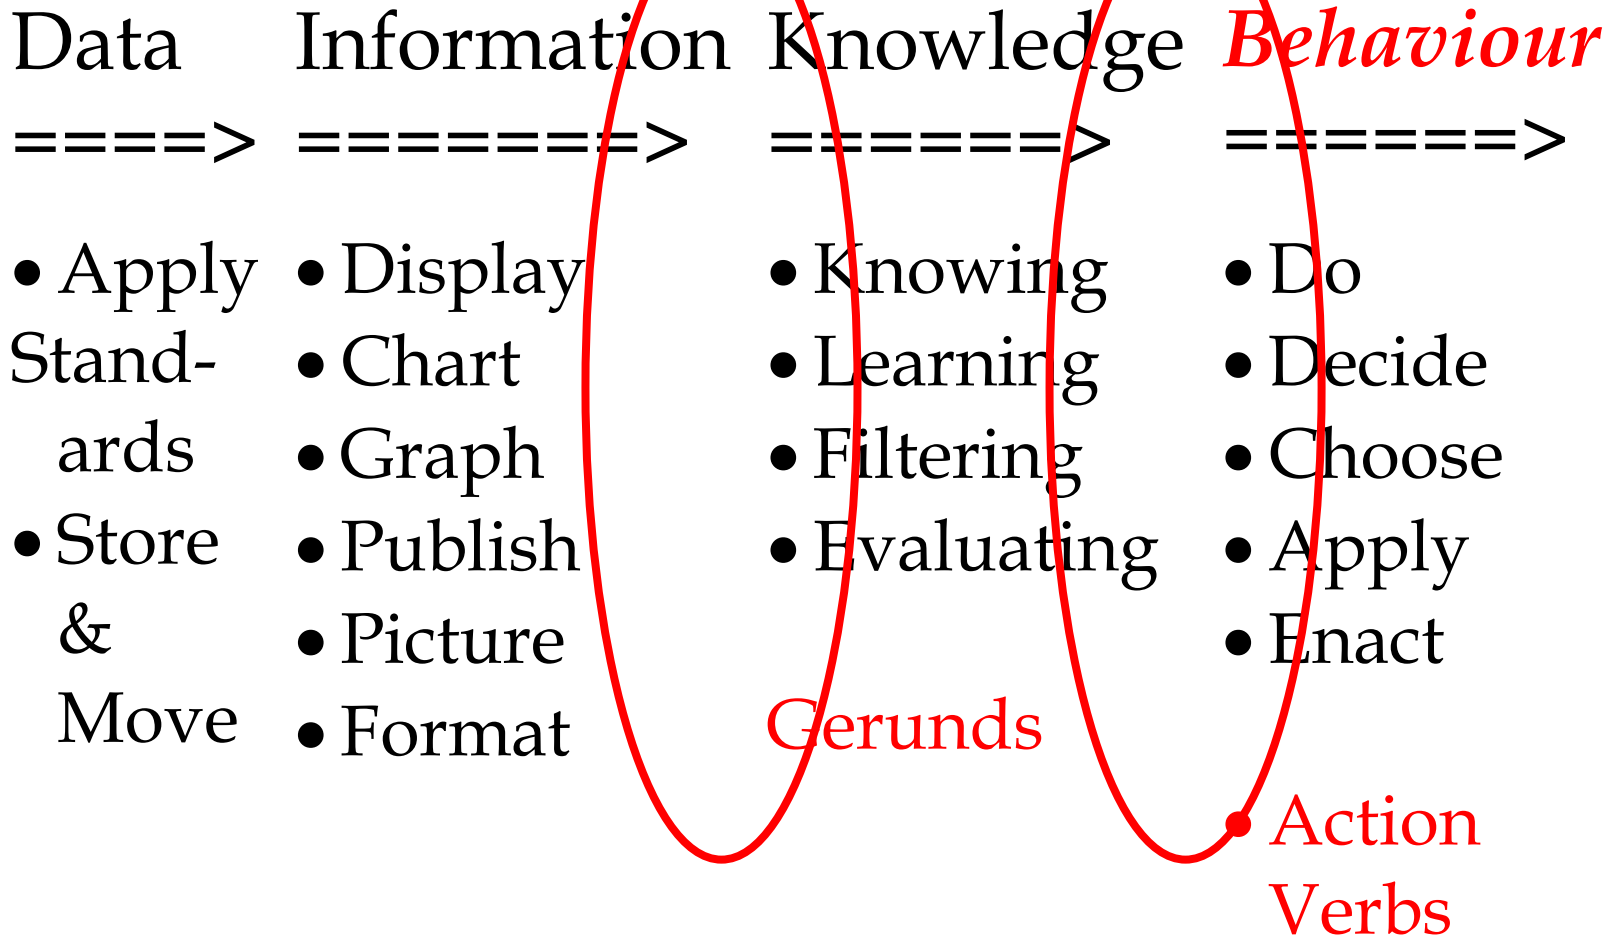 Data
====>
• Apply
Stand-
ards
• Store
&
Move
Information
=======>
• Display
• Chart
• Graph
• Publish
• Picture
• Format
Knowledge
======>
• Knowing
• Learning
• Filtering
• Evaluating
Gerunds
Behaviour
======>
• Do
• Decide
• Choose
• Apply
• Enact
• Action
Verbs